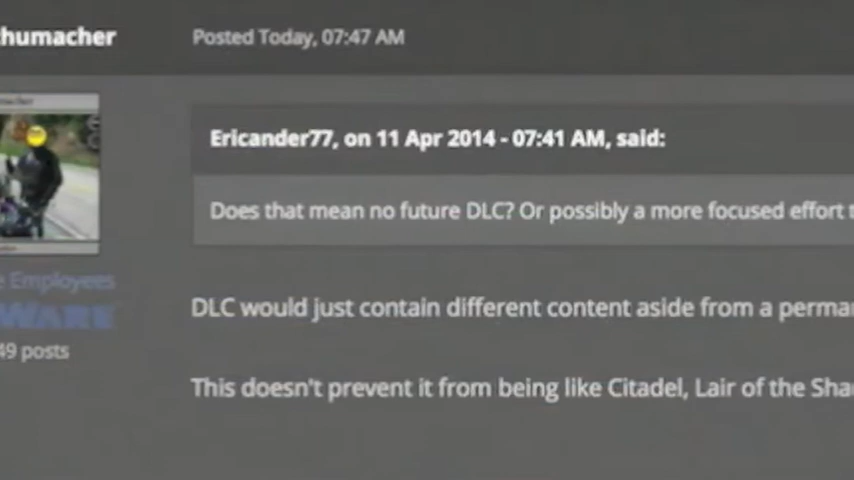 humacher
Posted Today, 07:47 AM
Ericander77, on 11 Apr 2014 - 07:41 AM, said:
Does that mean no future DLC? Or possibly a more focused effort t
e Employees
WARE
49 posts
DLC would just contain different content aside from a perma
This doesn't prevent it from being like Citadel, Lair of the Sha